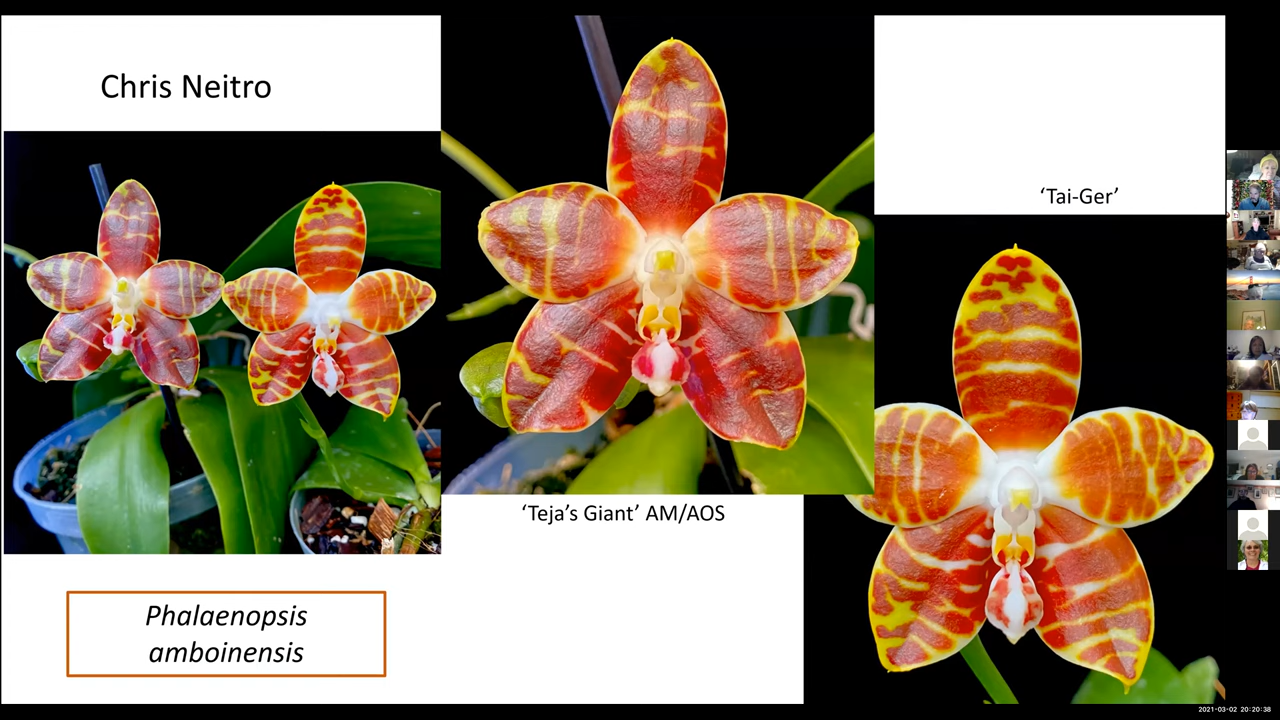 Chris Neitro
‘Tai-Ger’
‘Teja’s Giant’ AM/AOS
Phalaenopsis
amboinensis
2021-03-02 20:20:38